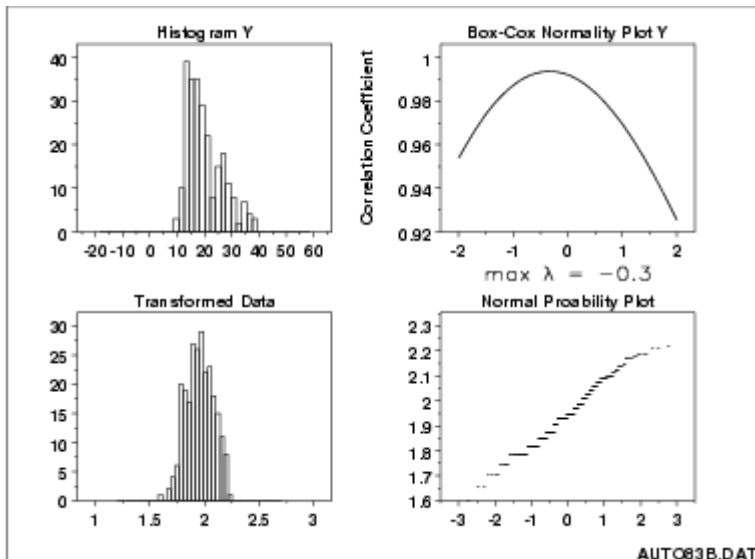 Histogram Y
40
30
20
10
0
-20 -10 0 10 20 30 40 50 60
Box-Cox Normality Plot Y
Correlation Coefficient
1
0.98
0.96
0.94
0.92
-2 -1 0 1 2
max λ = -0.3
Transformed Data
30
25
20
15
10
5
0
1 1.5 2 2.5 3
Normal Proability Plot
2.3
2.2
2.1
2
1.9
1.8
1.7
1.6
-3 -2 -1 0 1 2 3
AUTO83B.DAT